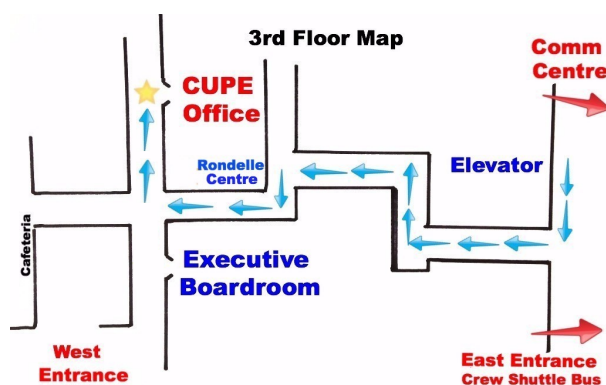 3rd Floor Map
Comm
Centre
CUPE
Office
Rondelle
Centre
Elevator
Cafeteria
Executive
Boardroom
West
Entrance
East Entrance
Crew Shuttle Bus